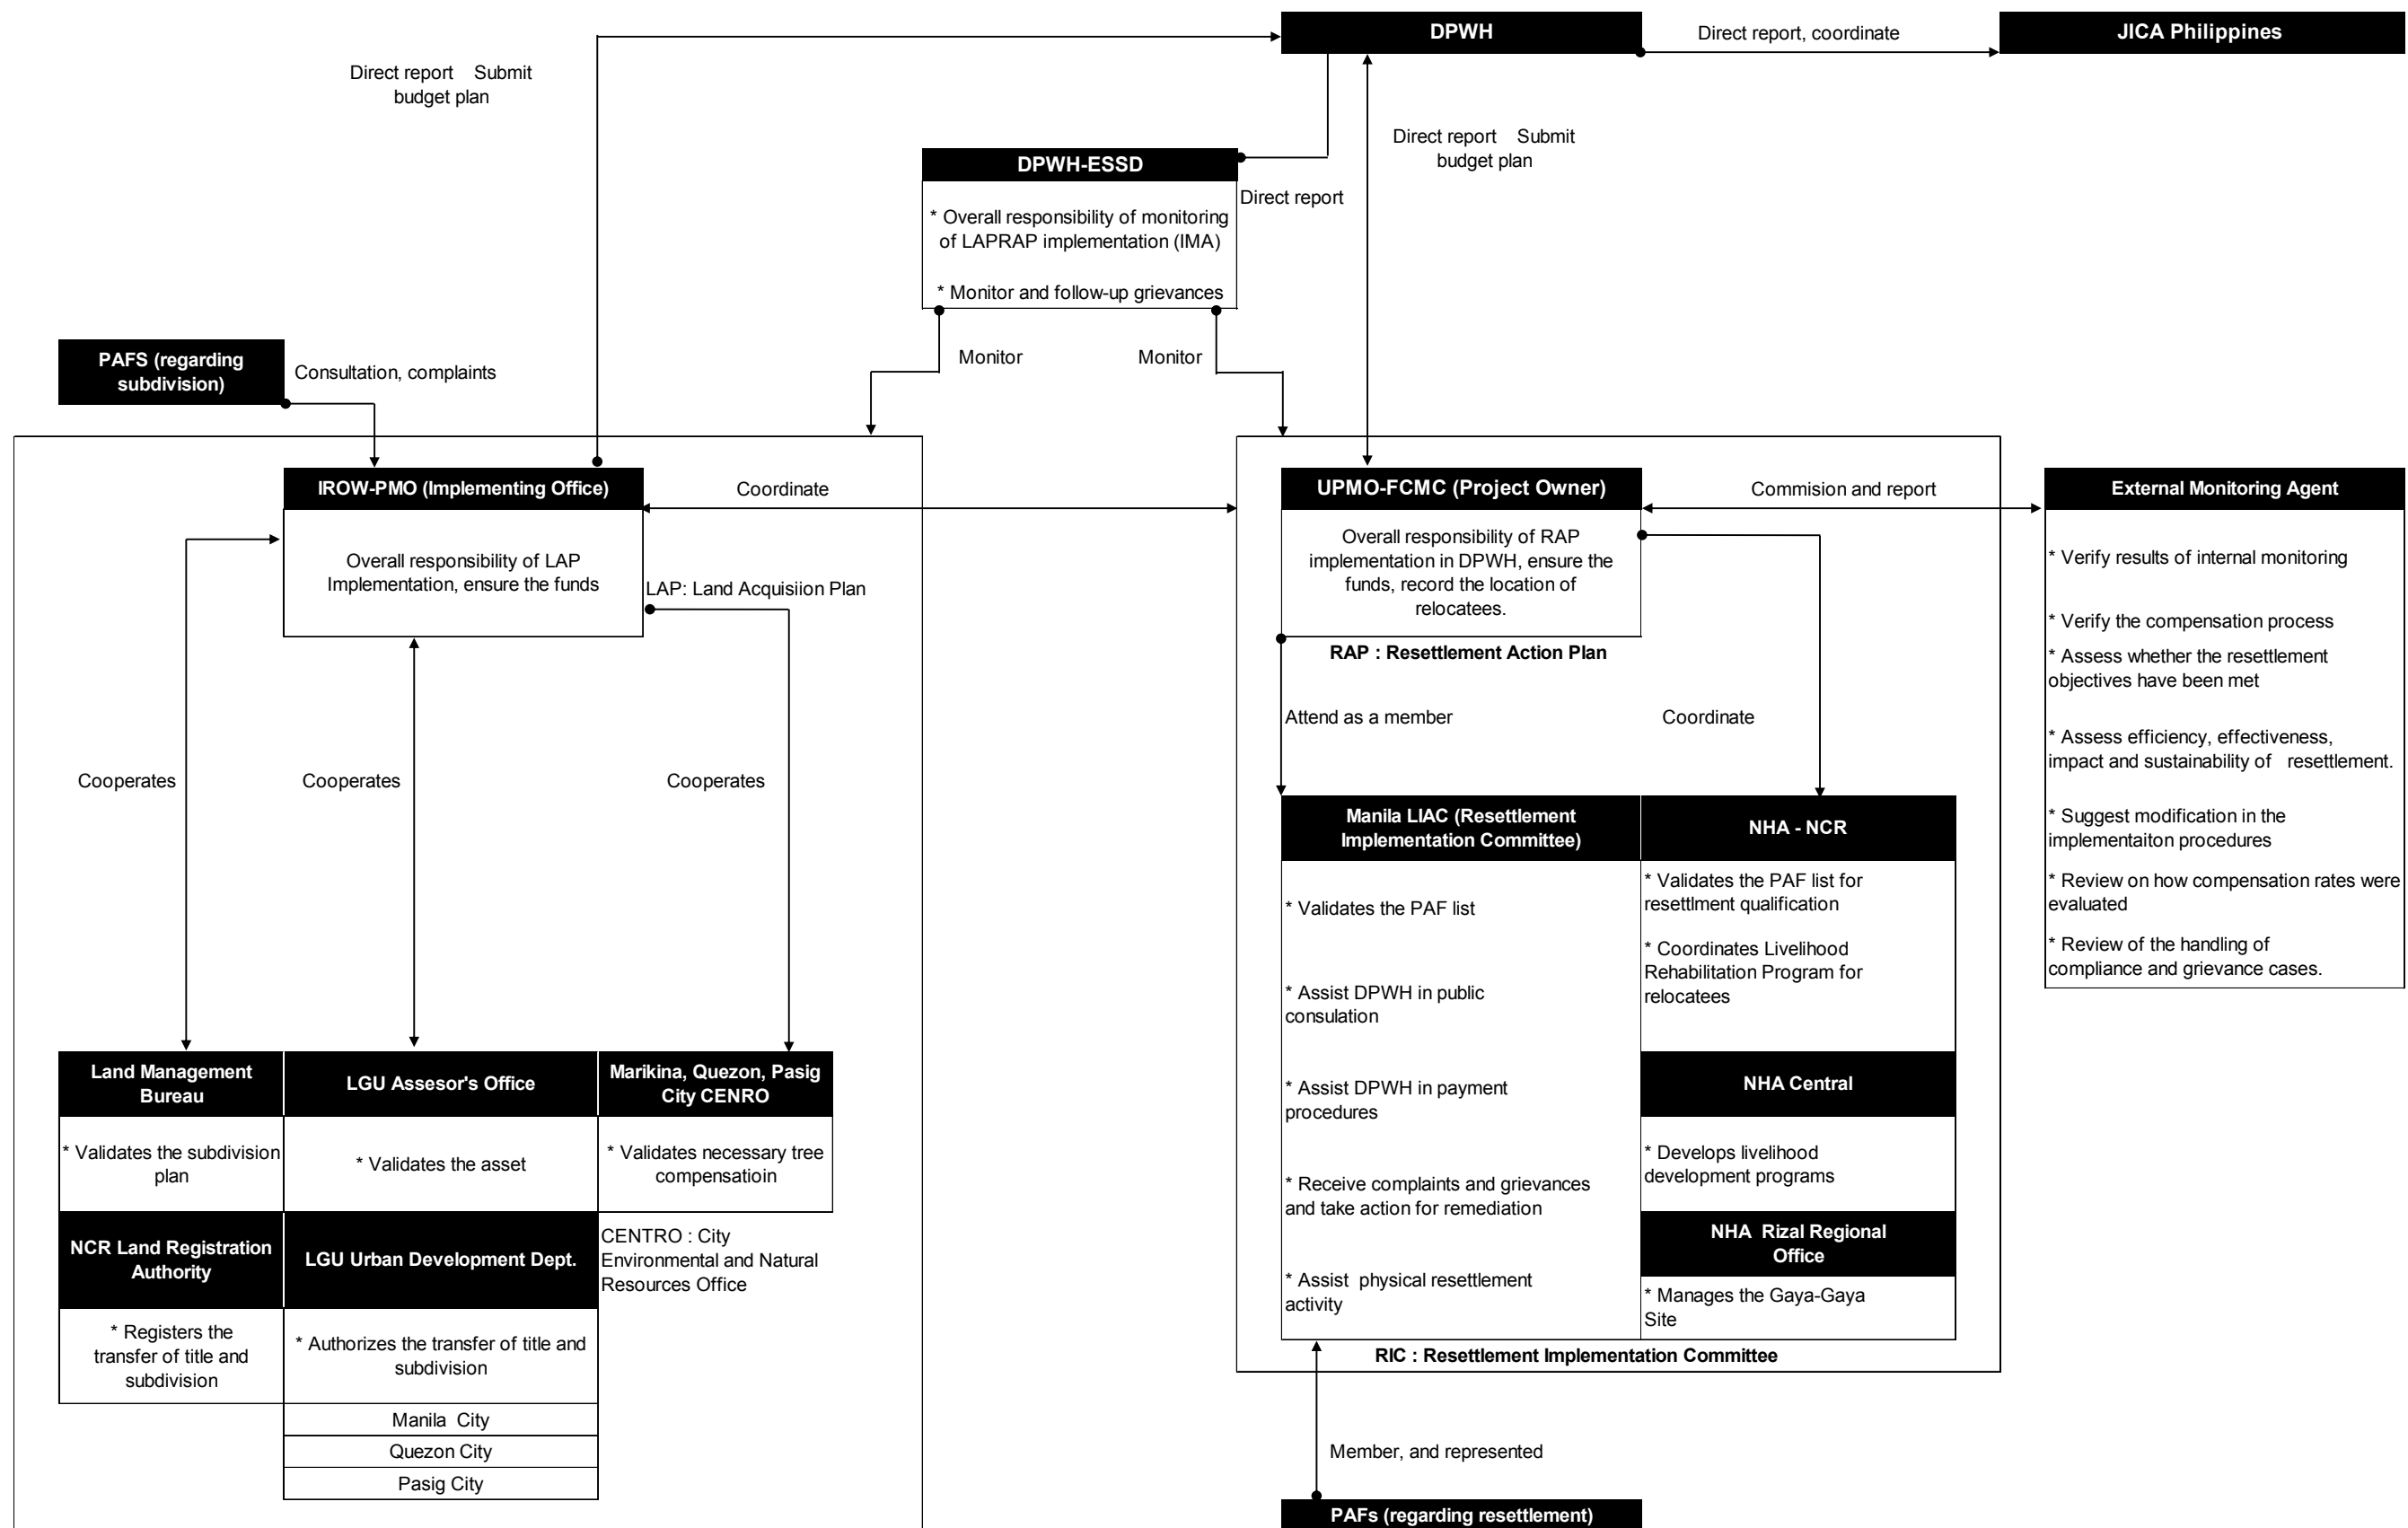 DPWH
Direct report, coordinate
JICA Philippines
Direct report    Submit
budget plan
Direct report    Submit
budget plan
DPWH-ESSD
Direct report
* Overall responsibility of monitoring
of LAPRAP implementation (IMA)
* Monitor and follow-up grievances
Monitor
Monitor
PAFS (regarding
subdivision)
Consultation, complaints
IROW-PMO (Implementing Office)
Overall responsibility of LAP
Implementation, ensure the funds
LAP: Land Acquisiion Plan
Coordinate
UPMO-FCMC (Project Owner)
Overall responsibility of RAP
implementation in DPWH, ensure the
funds, record the location of
relocatees.
RAP : Resettlement Action Plan
Commision and report
External Monitoring Agent
* Verify results of internal monitoring
* Verify the compensation process
* Assess whether the resettlement
objectives have been met
* Assess efficiency, effectiveness,
impact and sustainability of   resettlement.
* Suggest modification in the
implementaiton procedures
* Review on how compensation rates were
evaluated
* Review of the handling of
compliance and grievance cases.
Attend as a member
Coordinate
Cooperates
Cooperates
Cooperates
Manila LIAC (Resettlement
Implementation Committee)
* Validates the PAF list
* Assist DPWH in public
consulation
* Assist DPWH in payment
procedures
* Receive complaints and grievances
and take action for remediation
* Assist  physical resettlement
activity
NHA - NCR
* Validates the PAF list for
resettlment qualification
* Coordinates Livelihood
Rehabilitation Program for
relocatees
NHA Central
* Develops livelihood
development programs
NHA  Rizal Regional
Office
* Manages the Gaya-Gaya
Site
RIC : Resettlement Implementation Committee
Land Management
Bureau
* Validates the subdivision
plan
LGU Assesor's Office
* Validates the asset
Marikina, Quezon, Pasig
City CENRO
* Validates necessary tree
compensatioin
NCR Land Registration
Authority
* Registers the
transfer of title and
subdivision
LGU Urban Development Dept.
* Authorizes the transfer of title and
subdivision
CENTRO : City
Environmental and Natural
Resources Office
Manila  City
Quezon City
Pasig City
Member, and represented
PAFs (regarding resettlement)